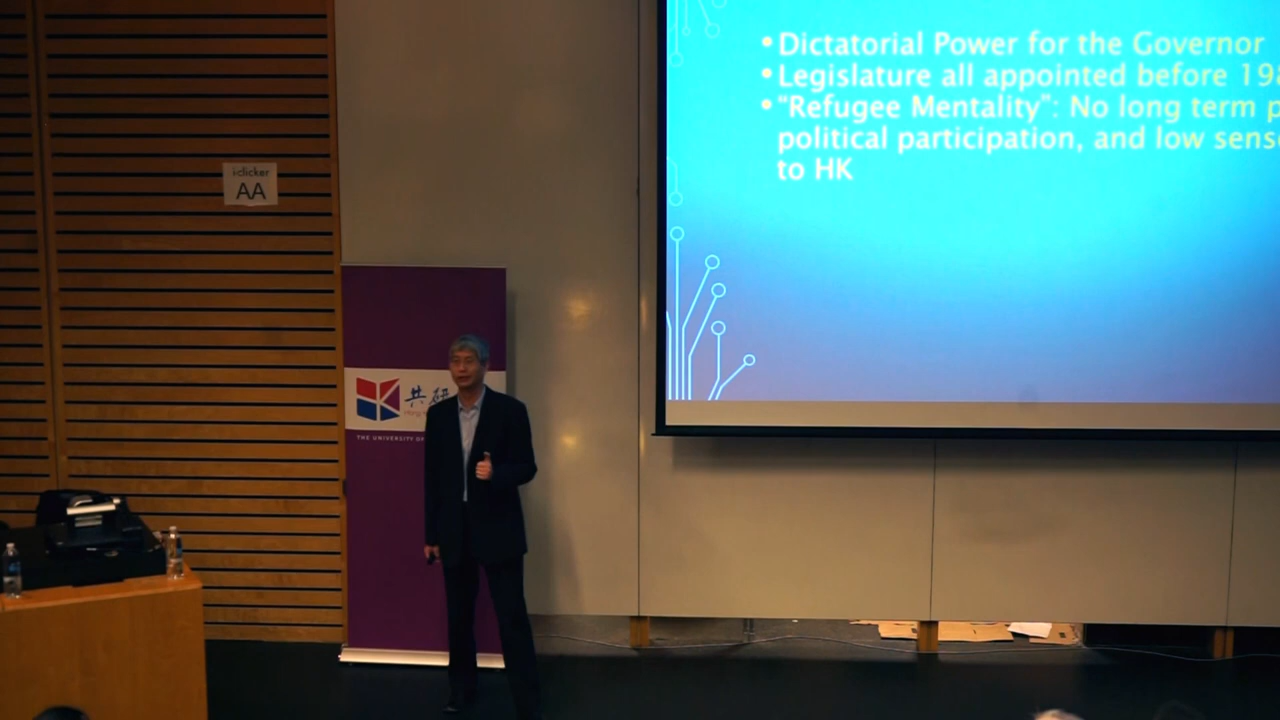 • Dictatorial Power for the Governor
• Legislature all appointed before 19
• "Refugee Mentality": No long term
political participation, and low
to HK
i-clicker
AA
共研
THE UNIVERSITY OF